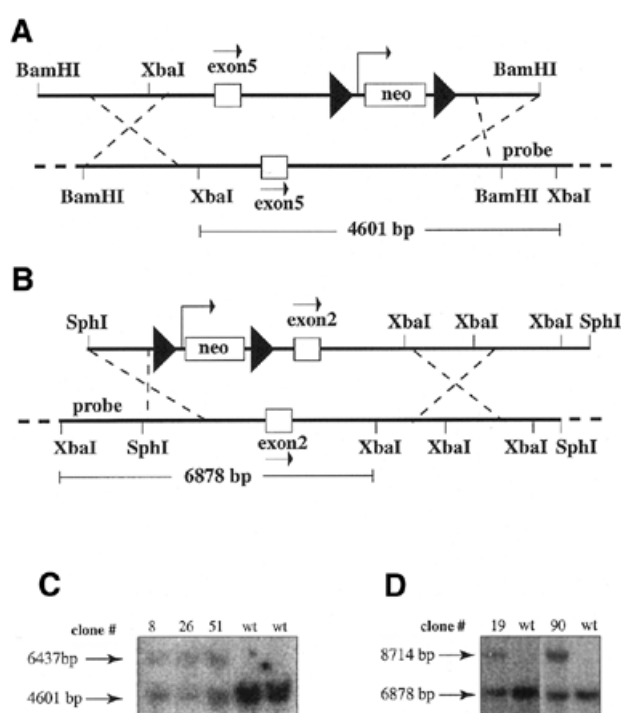 A
BamHI XbaI exon5 BamHI
neo
probe
BamHI XbaI exon5 BamHI XbaI
4601 bp
B
SphI exon2 XbaI XbaI XbaI SphI
neo
probe
XbaI SphI exon2 XbaI XbaI XbaI SphI
6878 bp
C
clone # 8 26 51 wt wt
6437bp
4601 bp
D
clone # 19 wt 90 wt
8714 bp
6878 bp